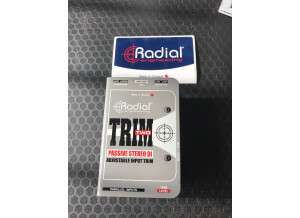 Radial
engineering
Radial
TRIM
TWO
PASSIVE STEREO DI
ADJUSTABLE INPUT TRIM